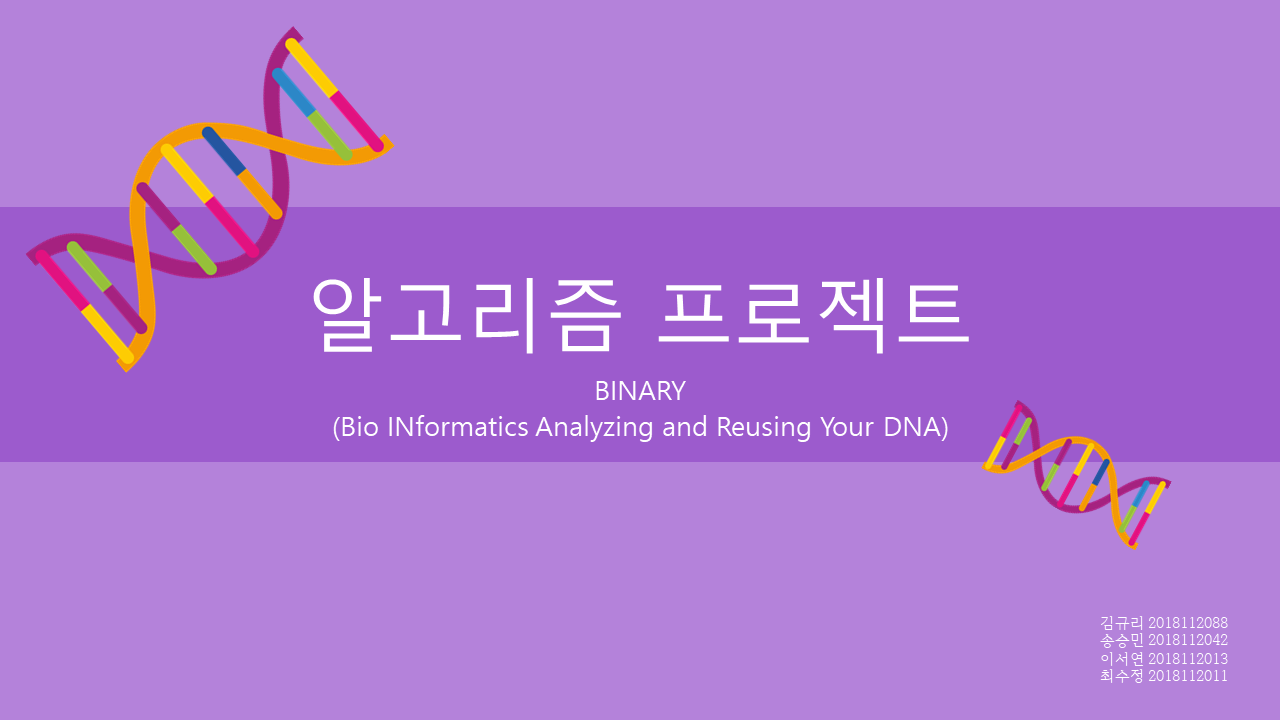 알고리즘 프로젝트
BINARY
(Bio INformatics Analyzing and Reusing Your DNA)
김규리 2018112088
송승민 2018112042
이서연 2018112013
최수정 2018112011